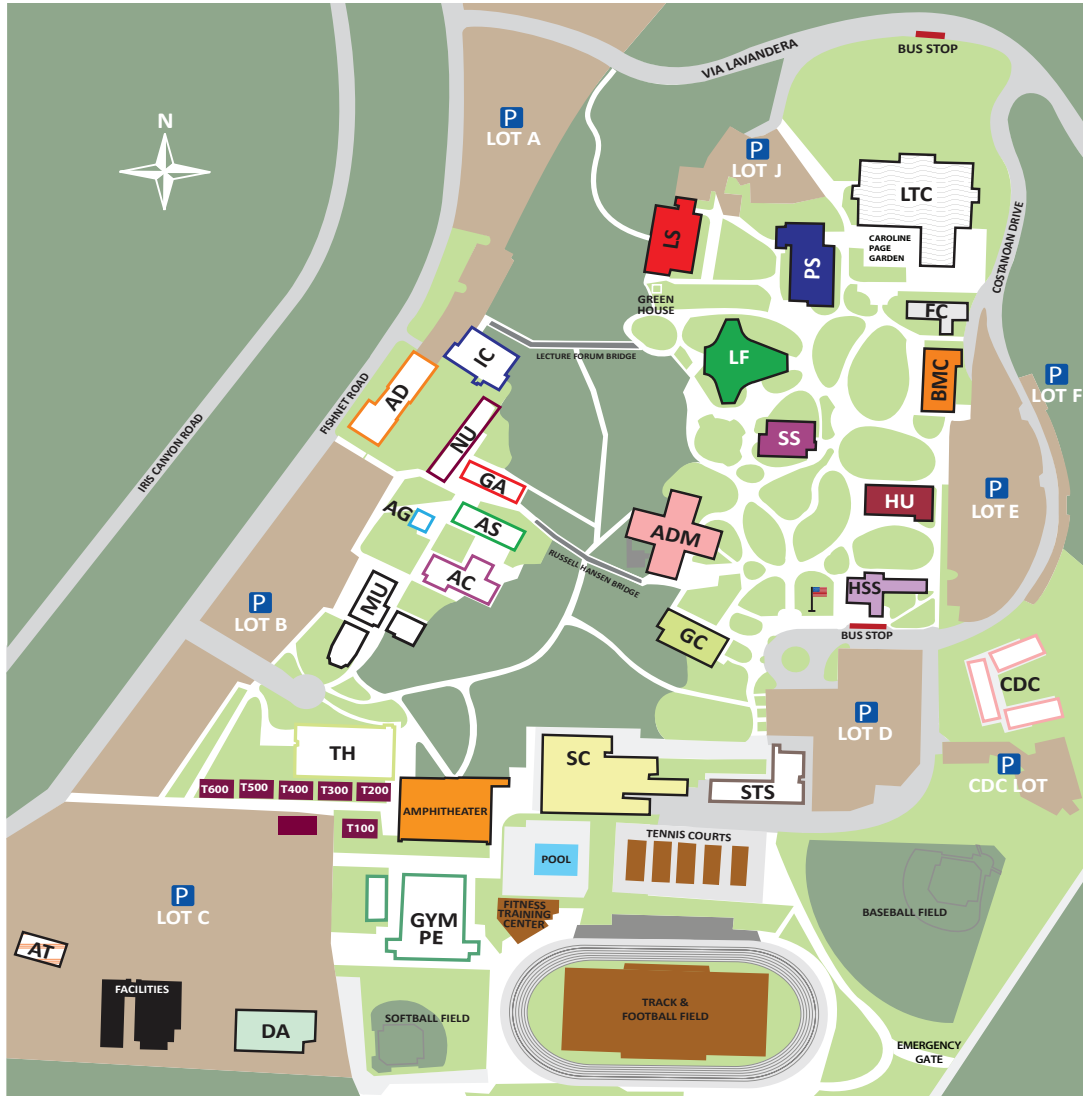 BUS STOP
VIA LAVANDERA
N
P
LOT A
P
LOT J
LTC
LS
PS
CAROLINE
PAGE
GARDEN
COSTANOAN DRIVE
GREEN
HOUSE
FC
LECTURE FORUM BRIDGE
IC
LF
BMC
P
LOT F
AD
FISHNET ROAD
IRIS CANYON ROAD
NU
SS
GA
HU
P
LOT E
AG
AS
ADM
RUSSELL HANSEN BRIDGE
AC
MU
HSS
P
LOT B
GC
BUS STOP
CDC
P
LOT D
TH
SC
STS
P
CDC LOT
T600
T500
T400
T300
T200
AMPHITHEATER
T100
TENNIS COURTS
POOL
P
LOT C
GYM
PE
FITNESS
TRAINING
CENTER
BASEBALL FIELD
AT
FACILITIES
DA
SOFTBALL FIELD
TRACK &
FOOTBALL FIELD
EMERGENCY
GATE